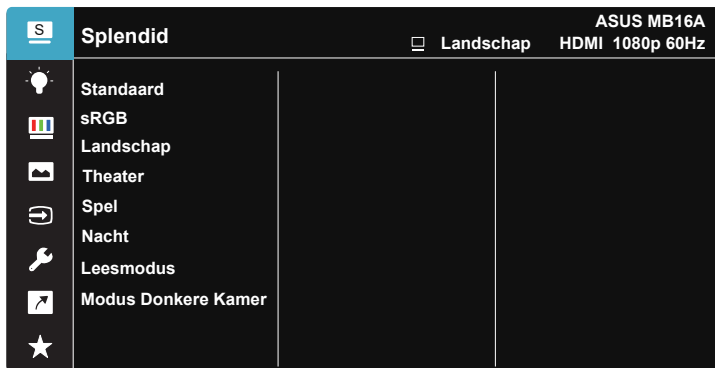 S
Splendid
Landschap
ASUS MB16A
HDMI 1080p 60Hz
Standaard
sRGB
Landschap
Theater
Spel
Nacht
Leesmodus
Modus Donkere Kamer